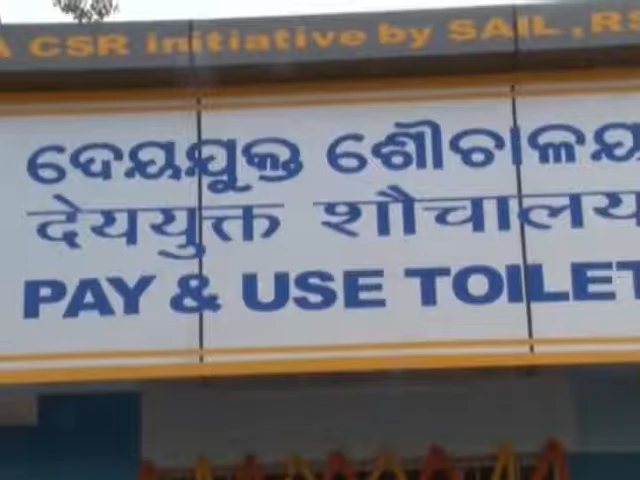 A CSR initiative by SAIL, RS
ଦେୟଯୁକ୍ତ ଶୌଚାଳୟ
देययुक्त शौचालय
PAY & USE TOILET